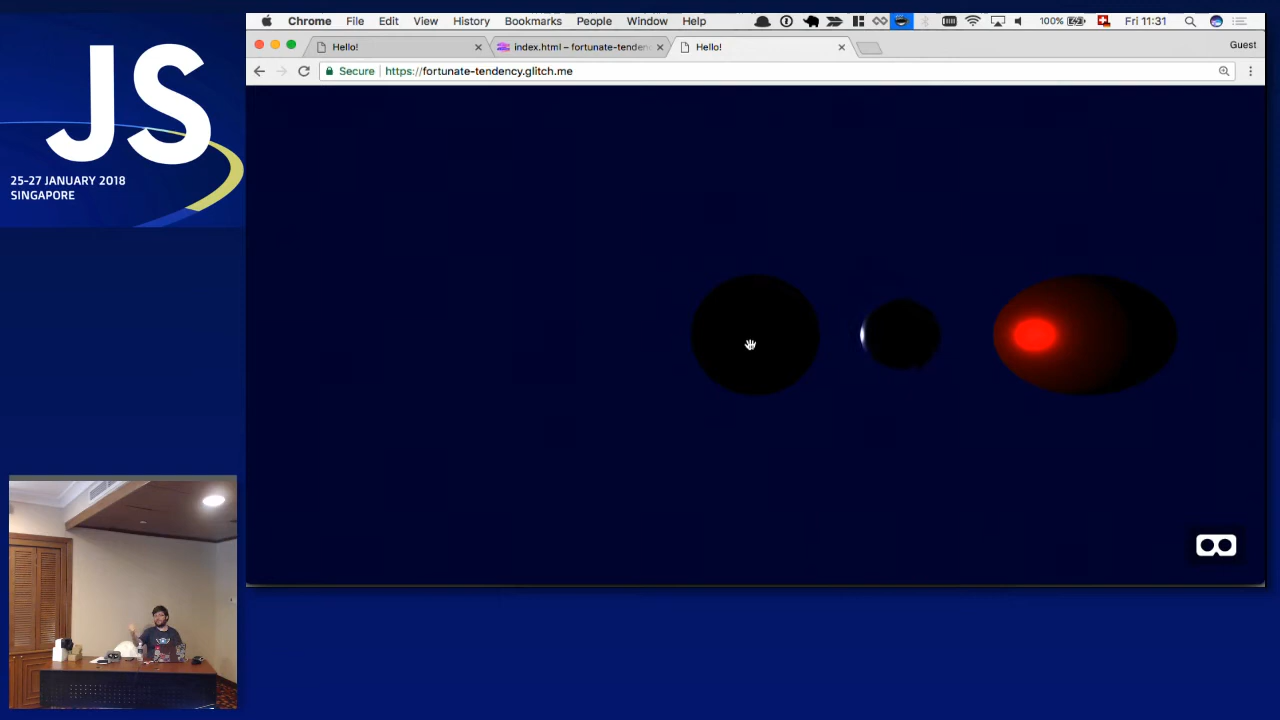 JS
25-27 JANUARY 2018
SINGAPORE
Chrome File Edit View History Bookmarks People Window Help 100% Fri 11:31
Hello! index.html – fortunate-tenden Hello! Guest
Secure https://fortunate-tendency.glitch.me